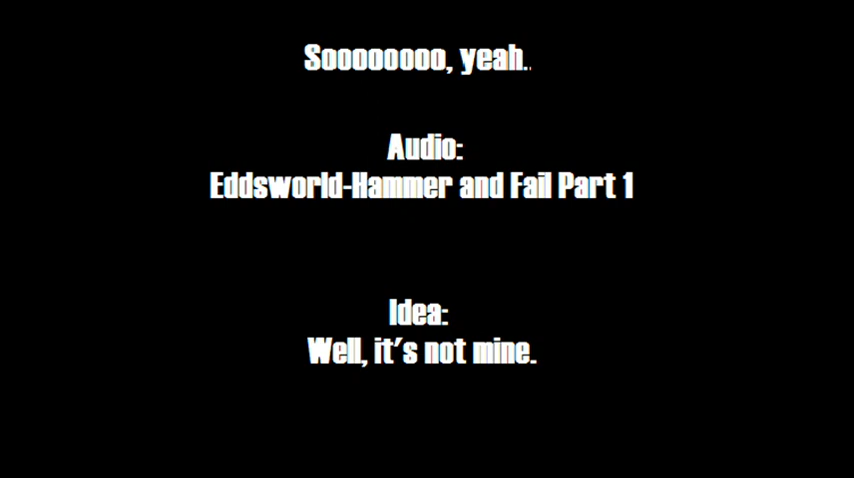 Soooooooo, yeah..
Audio:
Eddsworld-Hammer and Fail Part 1
Idea:
Well, it's not mine.